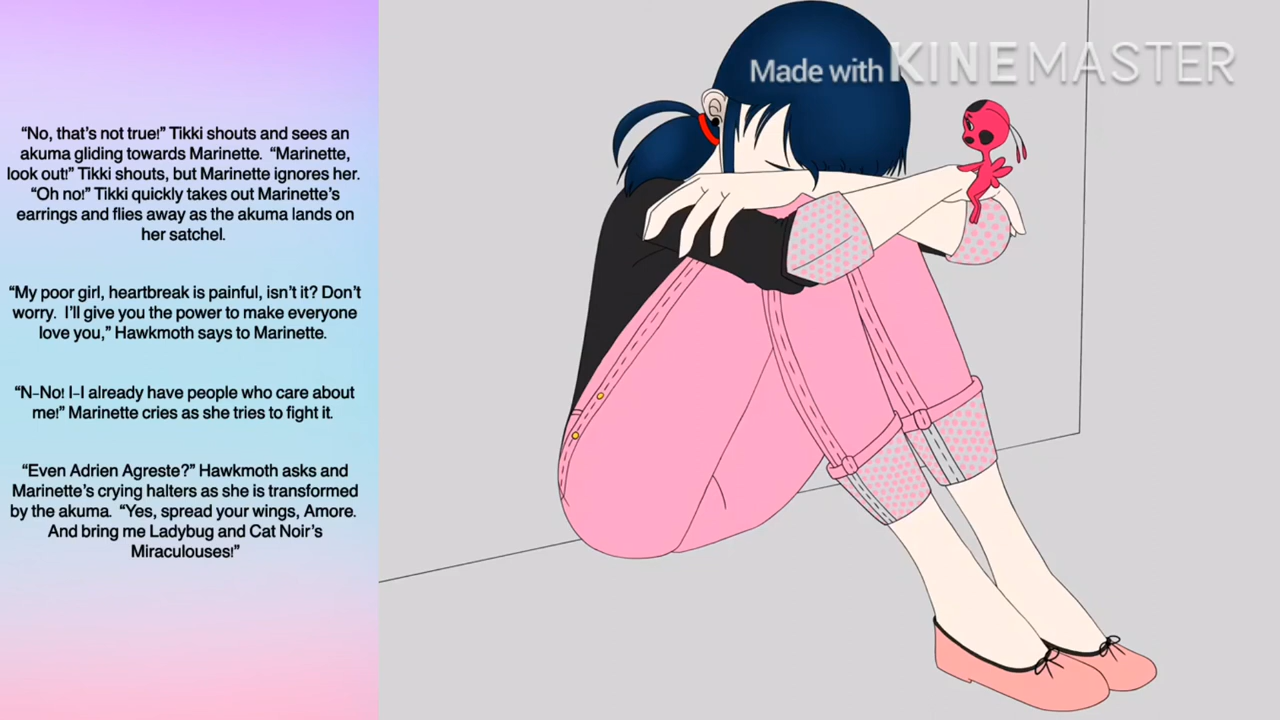 “No, that’s not true!” Tikki shouts and sees an
akuma gliding towards Marinette.  “Marinette,
look out!” Tikki shouts, but Marinette ignores her.
“Oh no!” Tikki quickly takes out Marinette’s
earrings and flies away as the akuma lands on
her satchel.
“My poor girl, heartbreak is painful, isn’t it? Don’t
worry.  I’ll give you the power to make everyone
love you,” Hawkmoth says to Marinette.
“N-No! I-I already have people who care about
me!” Marinette cries as she tries to fight it.
“Even Adrien Agreste?” Hawkmoth asks and
Marinette’s crying halters as she is transformed
by the akuma.  “Yes, spread your wings, Amore.
And bring me Ladybug and Cat Noir’s
Miraculouses!”
Made with KINEMASTER